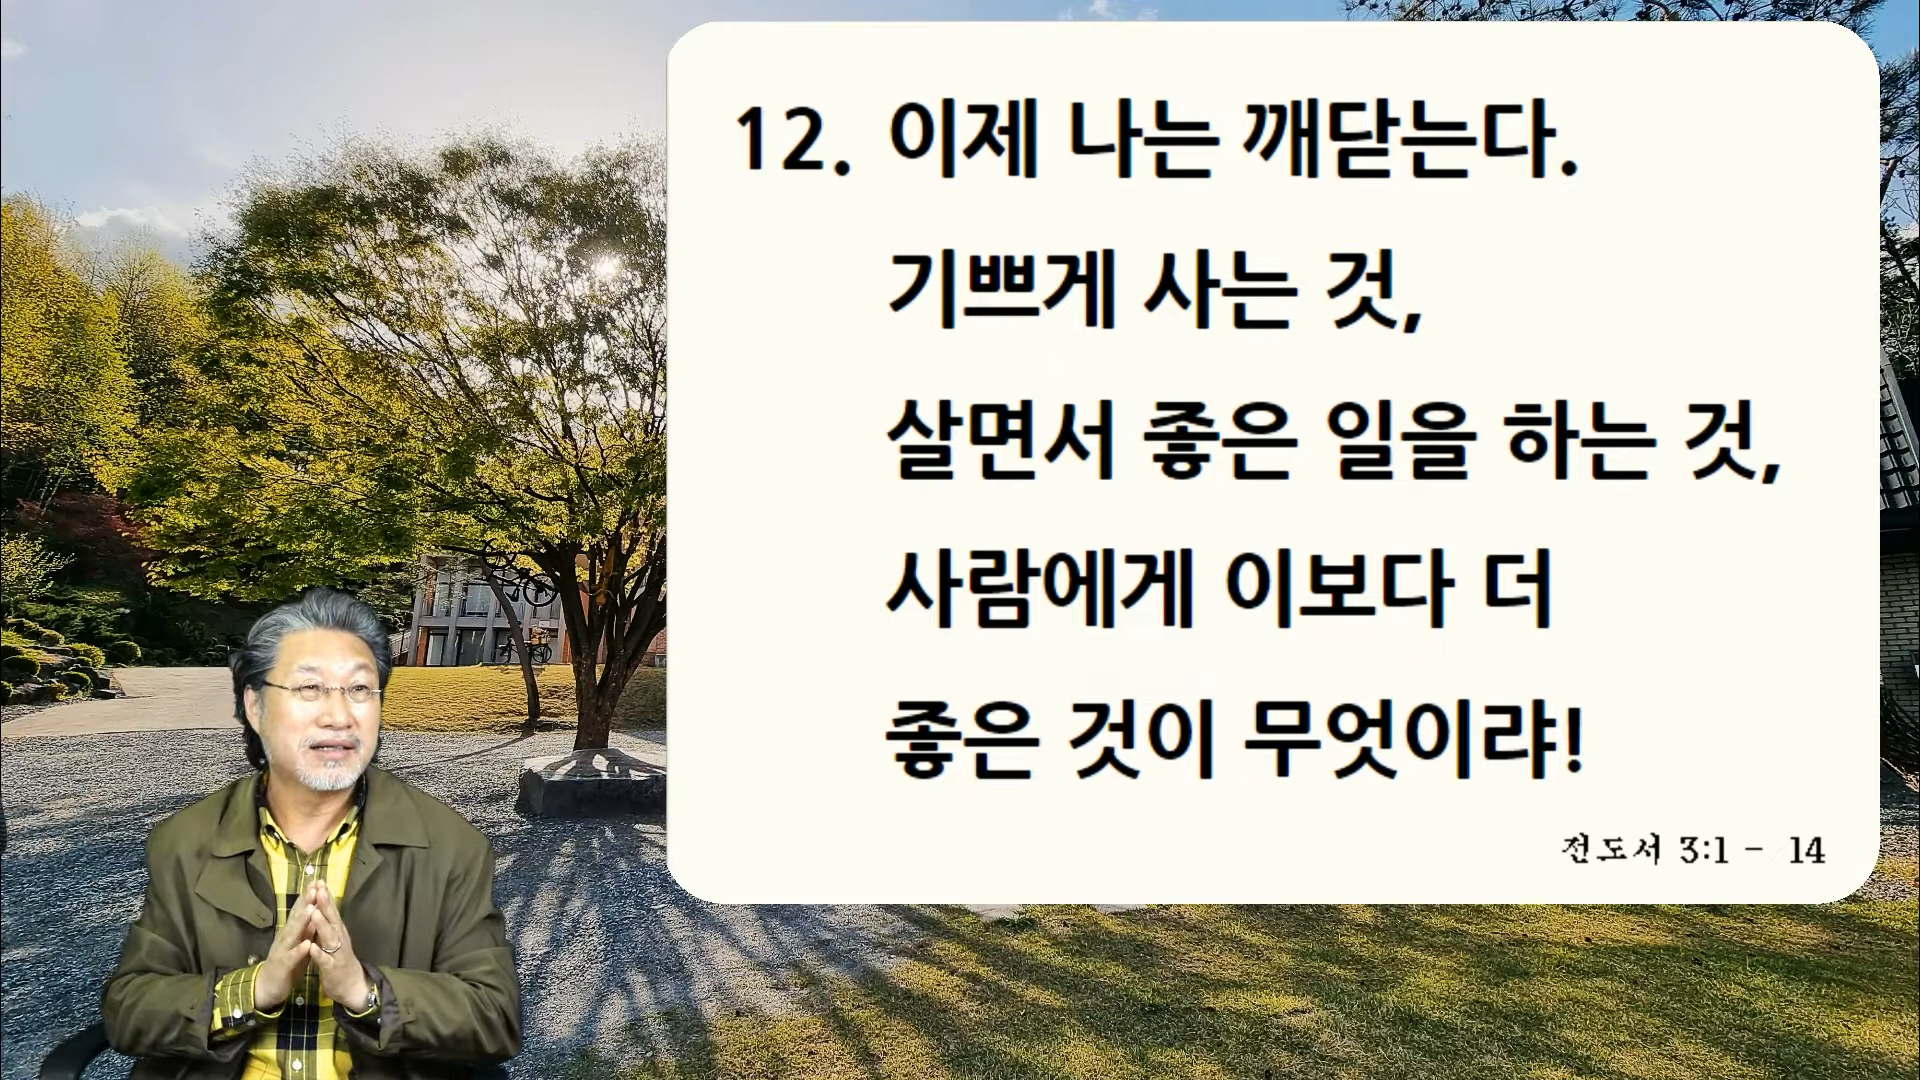 12. 이제 나는 깨닫는다.
기쁘게 사는 것,
살면서 좋은 일을 하는 것,
사람에게 이보다 더
좋은 것이 무엇이랴!
전도서 3:1 - 14